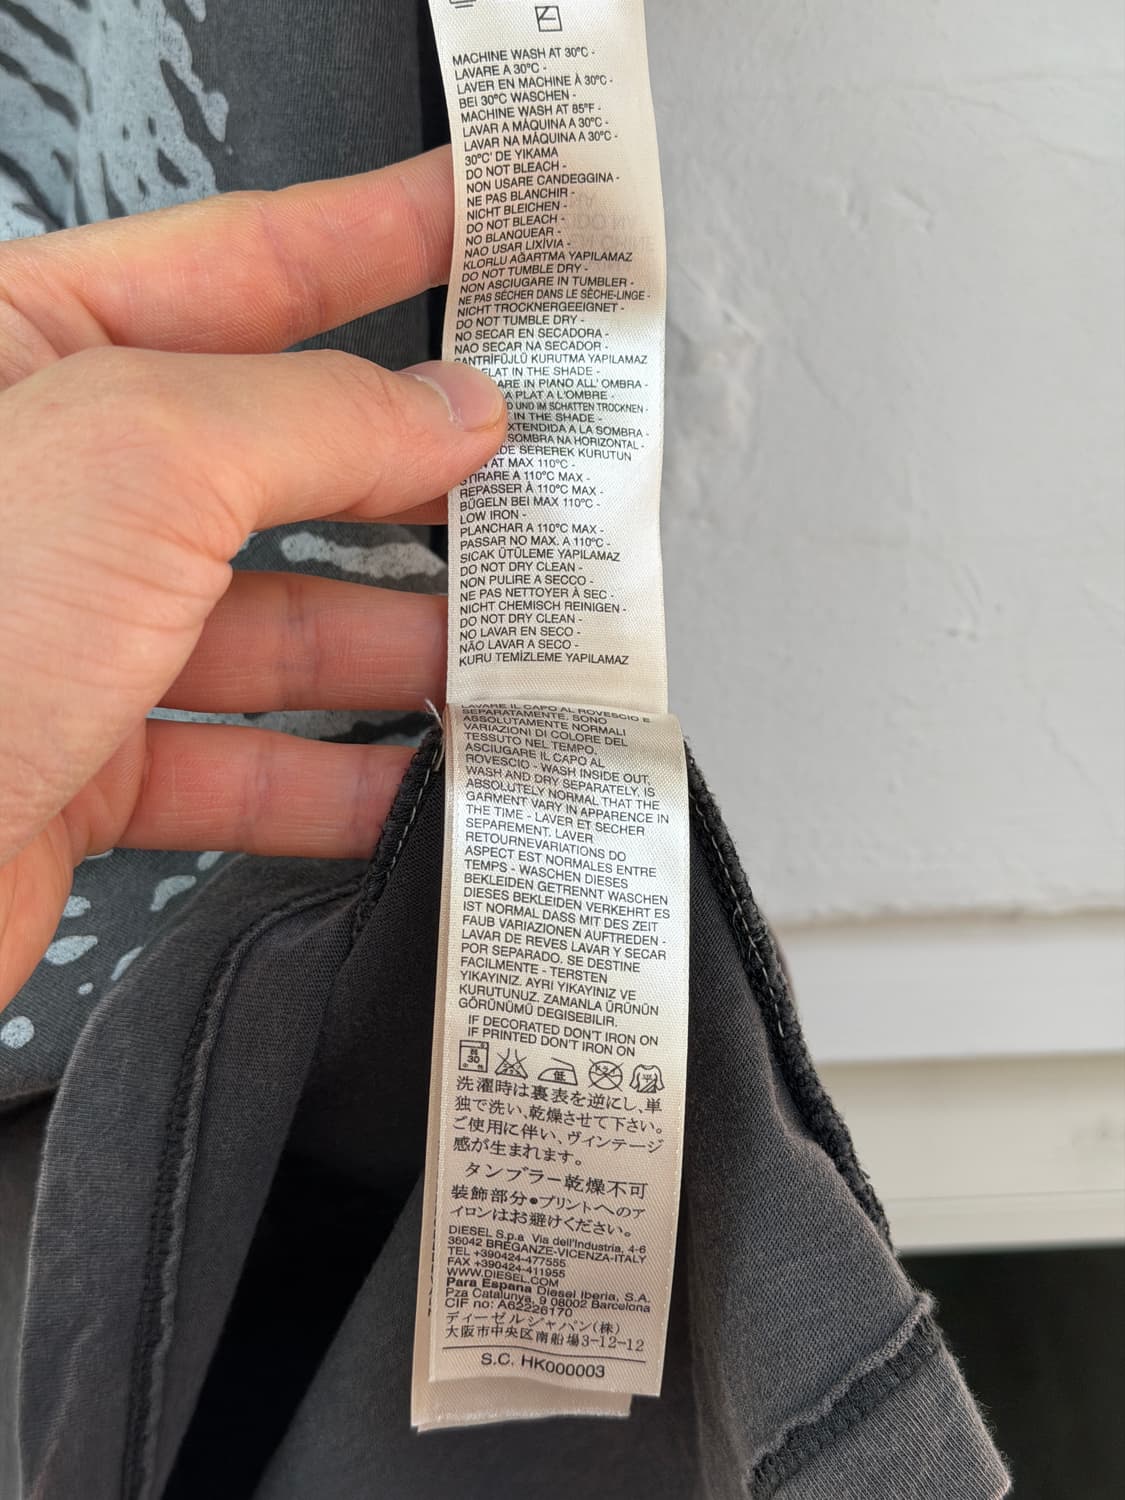 MACHINE WASH AT 30°C -
LAVARE A 30°C -
LAVER EN MACHINE À 30°C -
BEI 30°C WASCHEN -
MACHINE WASH AT 85°F -
LAVAR A MÁQUINA A 30°C -
LAVAR NA MÁQUINA A 30°C -
30°C' DE YIKAMA
DO NOT BLEACH -
NON USARE CANDEGGINA -
NE PAS BLANCHIR -
NICHT BLEICHEN -
DO NOT BLEACH -
NO BLANQUEAR -
NAO USAR LIXÍVIA -
KLORLU AĞARTMA YAPILAMAZ
DO NOT TUMBLE DRY -
NON ASCIUGARE IN TUMBLER -
NE PAS SÉCHER DANS LE SÈCHE-LINGE -
NICHT TROCKNERGEEIGNET -
DO NOT TUMBLE DRY -
NO SECAR EN SECADORA -
NAO SECAR NA SECADOR -
SANTRİFÜJLÜ KURUTMA YAPILAMAZ
FLAT IN THE SHADE -
ARE IN PIANO ALL' OMBRA -
A PLAT A L'OMBRE -
D UND IM SCHATTEN TROCKNEN -
IN THE SHADE -
EXTENDIDA A LA SOMBRA -
SOMBRA NA HORIZONTAL -
DE SEREREK KURUTUN
AT MAX 110°C -
STIRARE A 110°C MAX -
REPASSER À 110°C MAX -
BÜGELN BEI MAX 110°C -
LOW IRON -
PLANCHAR A 110°C MAX -
PASSAR NO MAX. A 110°C -
SICAK ÜTÜLEME YAPILAMAZ
DO NOT DRY CLEAN -
NON PULIRE A SECCO -
NE PAS NETTOYER À SEC -
NICHT CHEMISCH REINIGEN -
DO NOT DRY CLEAN -
NO LAVAR EN SECO -
NÃO LAVAR A SECO -
KURU TEMİZLEME YAPILAMAZ
LAVARE IL CAPO AL ROVESCIO E
SEPARATAMENTE. SONO
ABSOLUTAMENTE NORMALI
VARIAZIONI DI COLORE DEL
TESSUTO NEL TEMPO.
ASCIUGARE IL CAPO AL
ROVESCIO - WASH INSIDE OUT,
WASH AND DRY SEPARATELY. IS
ABSOLUTELY NORMAL THAT THE
GARMENT VARY IN APPARENCE IN
THE TIME - LAVER ET SECHER
SEPAREMENT. LAVER
RETOURNEVARIATIONS DO
ASPECT EST NORMALES ENTRE
TEMPS - WASCHEN DIESES
BEKLEIDEN GETRENNT WASCHEN
DIESES BEKLEIDEN VERKEHRT ES
IST NORMAL DASS MIT DES ZEIT
FAUB VARIAZIONEN AUFTREDEN -
LAVAR DE REVES LAVAR Y SECAR
POR SEPARADO. SE DESTINE
FACILMENTE - TERSTEN
YIKAYINIZ. AYRI YIKAYINIZ VE
KURUTUNUZ. ZAMANLA ÜRÜNÜN
GÖRÜNÜMÜ DEGISEBILIR.
IF DECORATED DON'T IRON ON
IF PRINTED DON'T IRON ON
30 低
洗濯時は裏表を逆にし、単
独で洗い、乾燥させて下さい。
ご使用に伴い、ヴィンテージ
感が生まれます。
タンブラー乾燥不可
装飾部分●プリントへのア
イロンはお避けください。
DIESEL S.p.a Via dell'Industria, 4-6
36042 BREGANZE-VICENZA-ITALY
TEL +390424-477555
FAX +390424-411955
WWW.DIESEL.COM
Para Espana Diesel Iberia, S.A.
Pza Catalunya, 9 08002 Barcelona
CIF no: A62226170
ディーゼルジャパン(株)
大阪市中央区南船場3-12-12
S.C. HK000003